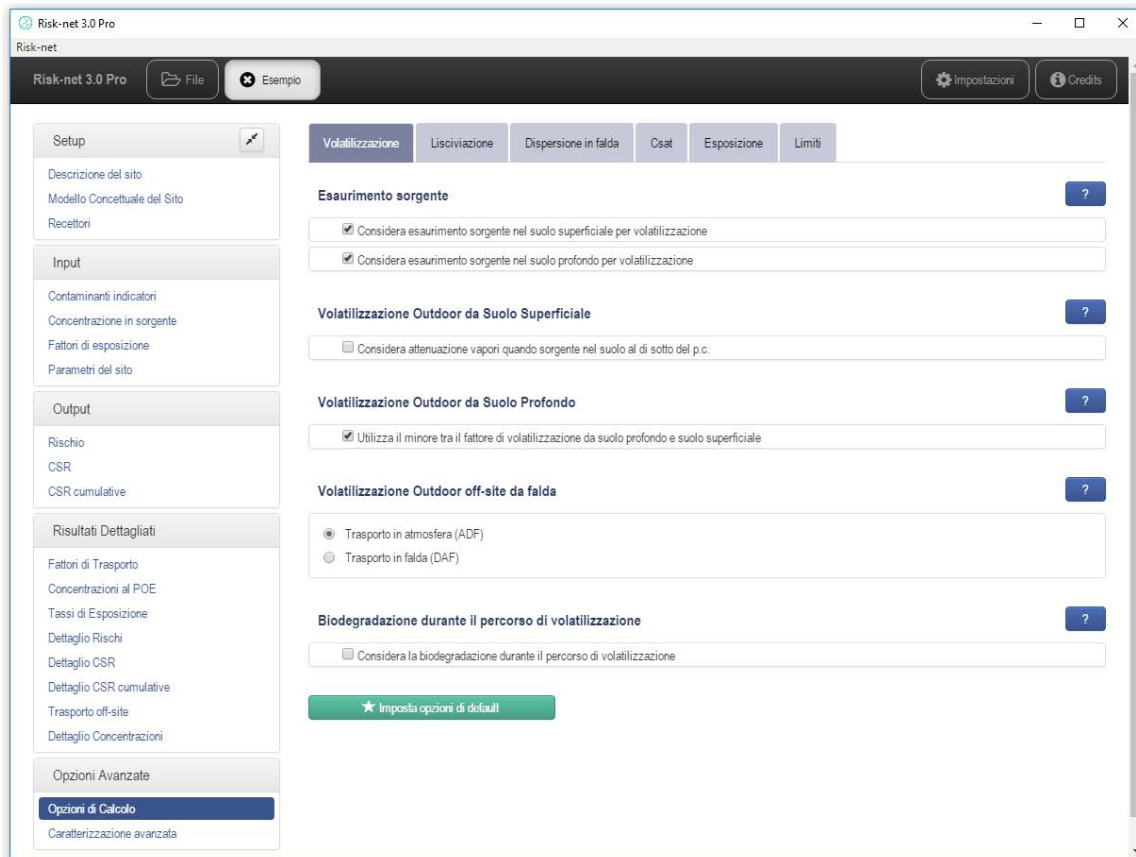 Risk-net 3.0 Pro
Risk-net
Risk-net 3.0 Pro
File
Esempio
Impostazioni
Credits
Setup
Descrizione del sito
Modello Concettuale del Sito
Recettori
Input
Contaminanti indicatori
Concentrazione in sorgente
Fattori di esposizione
Parametri del sito
Output
Rischio
CSR
CSR cumulative
Risultati Dettagliati
Fattori di Trasporto
Concentrazioni al POE
Tassi di Esposizione
Dettaglio Rischi
Dettaglio CSR
Dettaglio CSR cumulative
Trasporto off-site
Dettaglio Concentrazioni
Opzioni Avanzate
Opzioni di Calcolo
Caratterizzazione avanzata
Volatilizzazione
Lisciviazione
Dispersione in falda
Csat
Esposizione
Limiti
Esaurimento sorgente
?
Considera esaurimento sorgente nel suolo superficiale per volatilizzazione
Considera esaurimento sorgente nel suolo profondo per volatilizzazione
Volatilizzazione Outdoor da Suolo Superficiale
?
Considera attenuazione vapori quando sorgente nel suolo al di sotto del p.c.
Volatilizzazione Outdoor da Suolo Profondo
?
Utilizza il minore tra il fattore di volatilizzazione da suolo profondo e suolo superficiale
Volatilizzazione Outdoor off-site da falda
?
Trasporto in atmosfera (ADF)
Trasporto in falda (DAF)
Biodegradazione durante il percorso di volatilizzazione
?
Considera la biodegradazione durante il percorso di volatilizzazione
Imposta opzioni di default